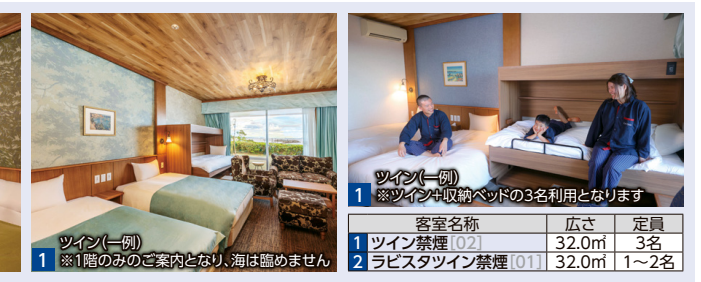 ツイン(一例)
1 ※1階のみのご案内となり、海は臨めません
ツイン(一例)
1 ※ツイン+収納ベッドの3名利用となります
客室名称 広さ 定員
1 ツイン禁煙[02] 32.0㎡ 3名
2 ラビスタツイン禁煙[01] 32.0㎡ 1～2名